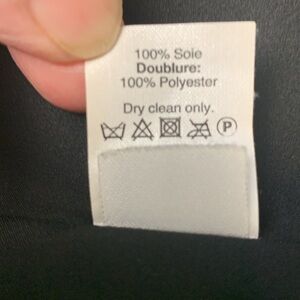 100% Soie
Doublure:
100% Polyester
Dry clean only.
P